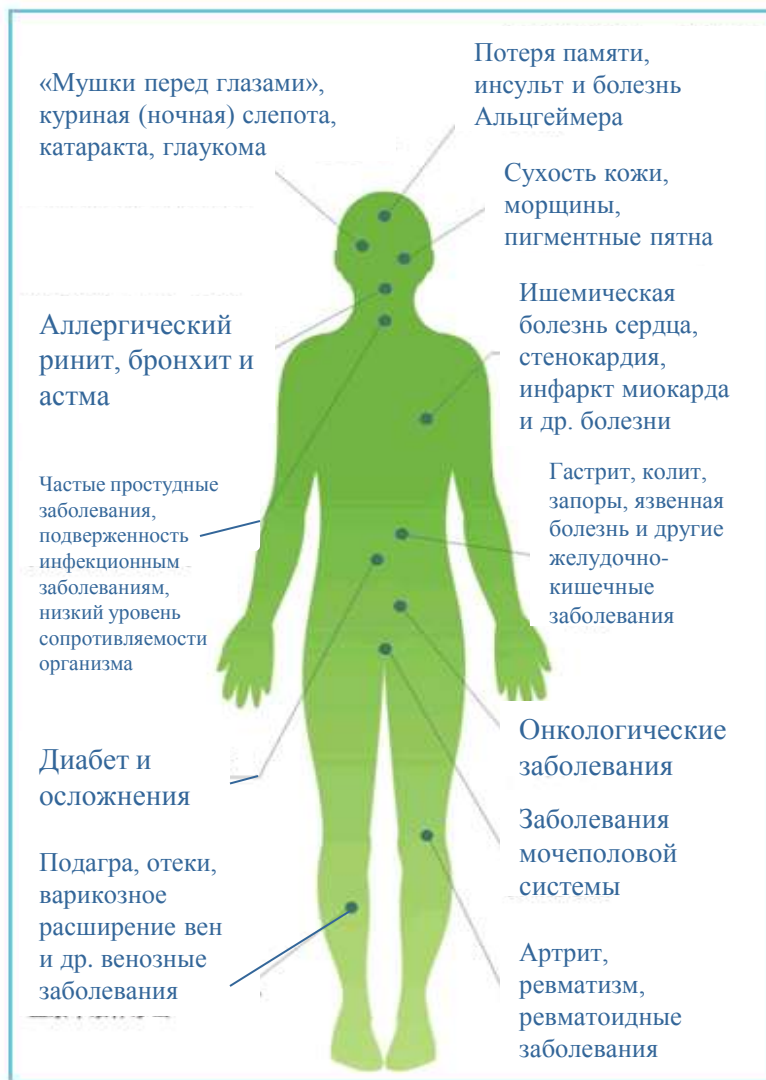 «Мушки перед глазами»,
куриная (ночная) слепота,
катаракта, глаукома
Потеря памяти,
инсульт и болезнь
Альцгеймера
Сухость кожи,
морщины,
пигментные пятна
Аллергический
ринит, бронхит и
астма
Ишемическая
болезнь сердца,
стенокардия,
инфаркт миокарда
и др. болезни
Частые простудные
заболевания,
подверженность
инфекционным
заболеваниям,
низкий уровень
сопротивляемости
организма
Гастрит, колит,
запоры, язвенная
болезнь и другие
желудочно-
кишечные
заболевания
Диабет и
осложнения
Онкологические
заболевания
Заболевания
мочеполовой
системы
Подагра, отеки,
варикозное
расширение вен
и др. венозные
заболевания
Артрит,
ревматизм,
ревматоидные
заболевания